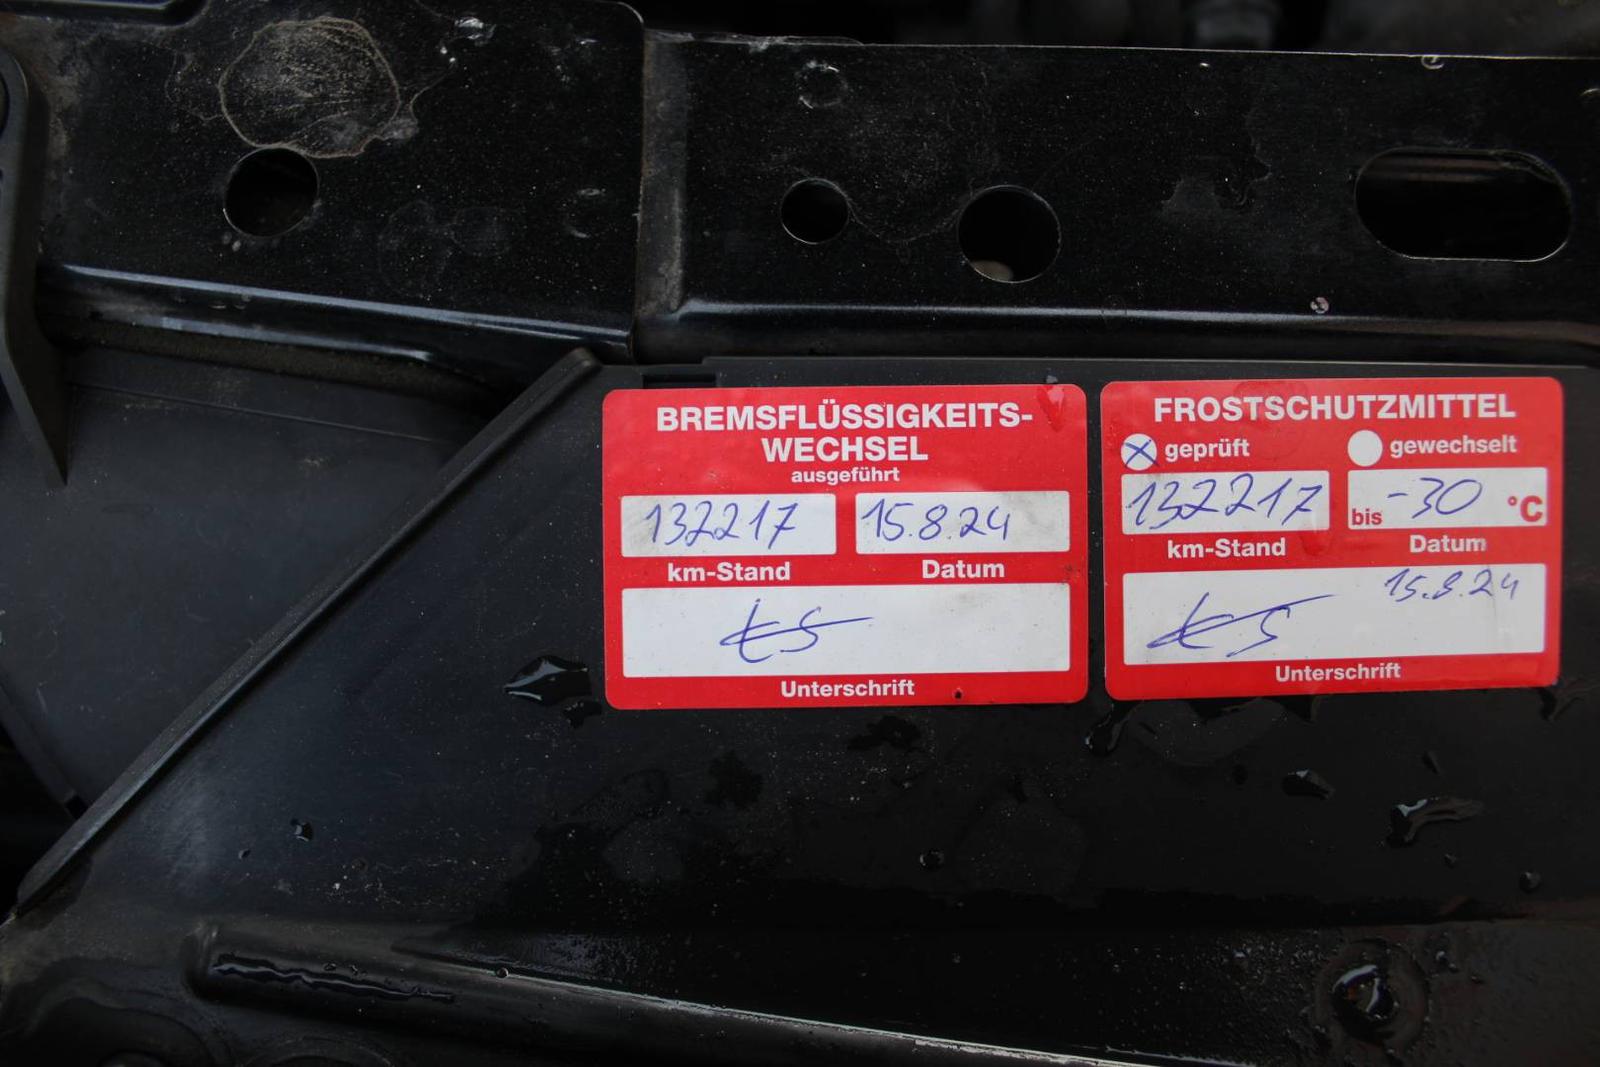 BREMSFLÜSSIGKEITS-
WECHSEL
ausgeführt
132217 15.8.24
km-Stand Datum
Unterschrift
FROSTSCHUTZMITTEL
geprüft gewechselt
132217 bis -30 °C
km-Stand Datum
15.8.24
Unterschrift